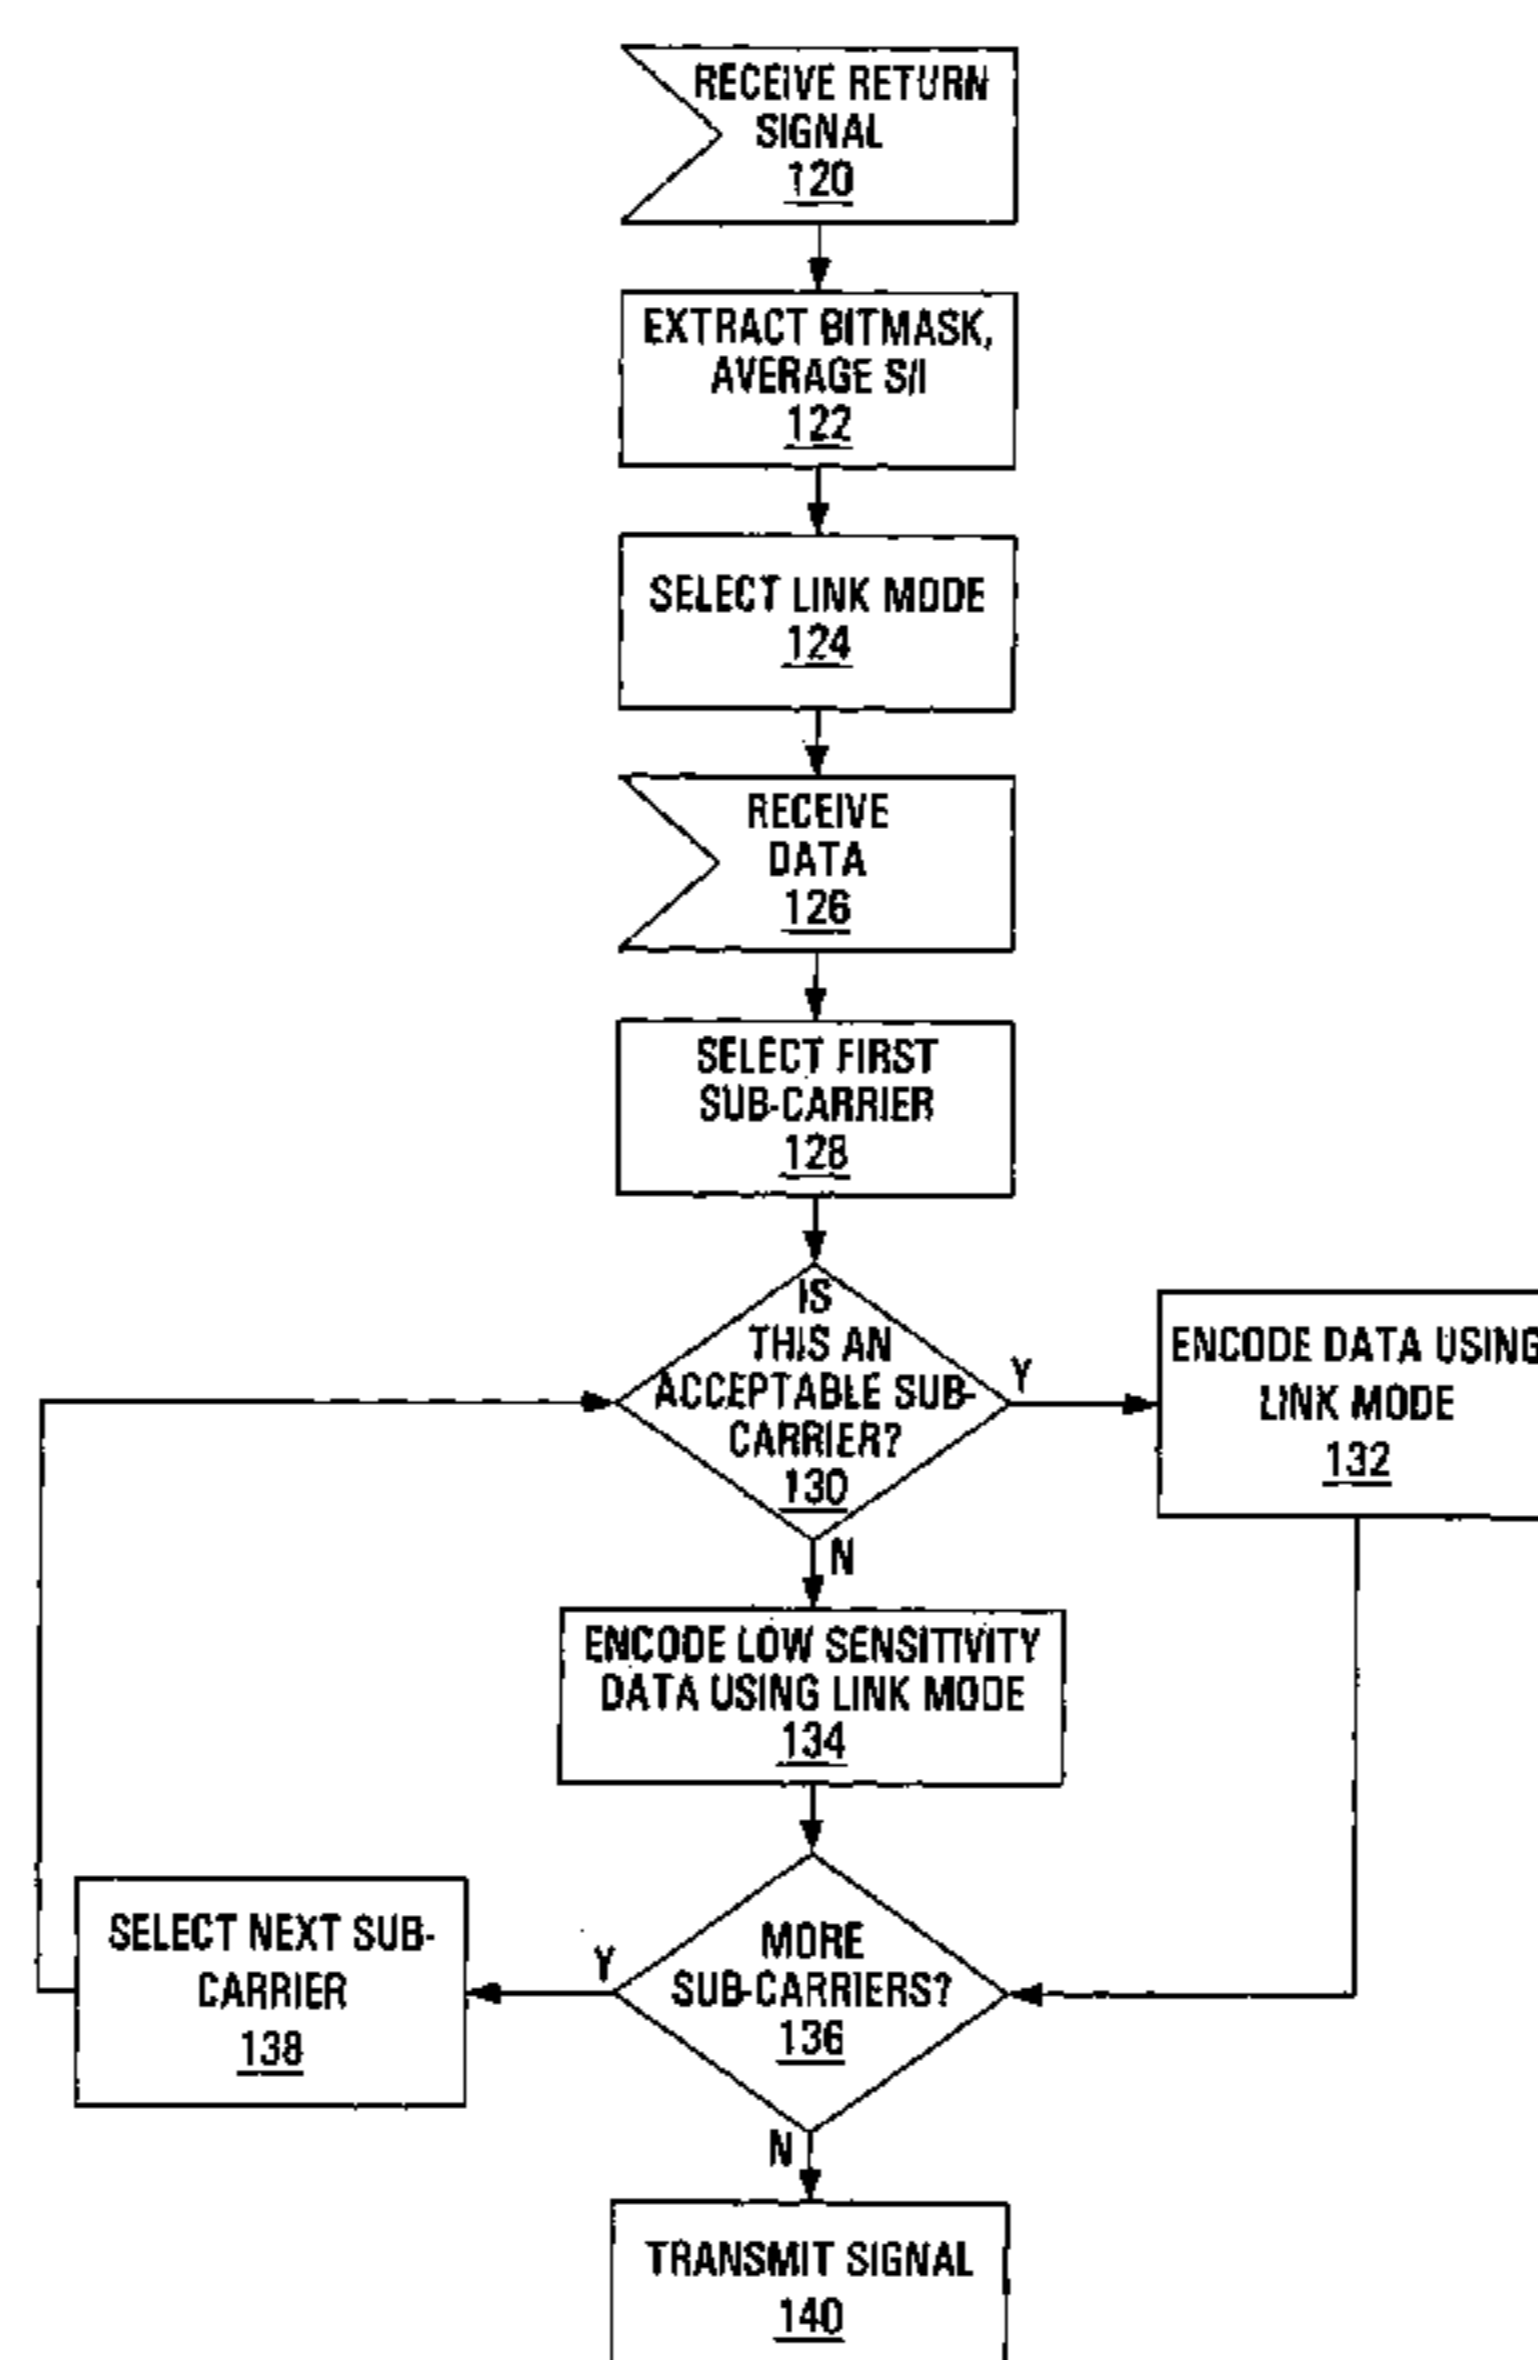 RECEIVE RETURN
SIGNAL
120
EXTRACT BITMASK,
AVERAGE S/I
122
SELECT LINK MODE
124
RECEIVE
DATA
126
SELECT FIRST
SUB-CARRIER
128
IS
THIS AN
ACCEPTABLE SUB-
CARRIER?
130
Y
ENCODE DATA USING
LINK MODE
132
N
ENCODE LOW SENSITIVITY
DATA USING LINK MODE
134
MORE
SUB-CARRIERS?
136
Y
SELECT NEXT SUB-
CARRIER
138
N
TRANSMIT SIGNAL
140